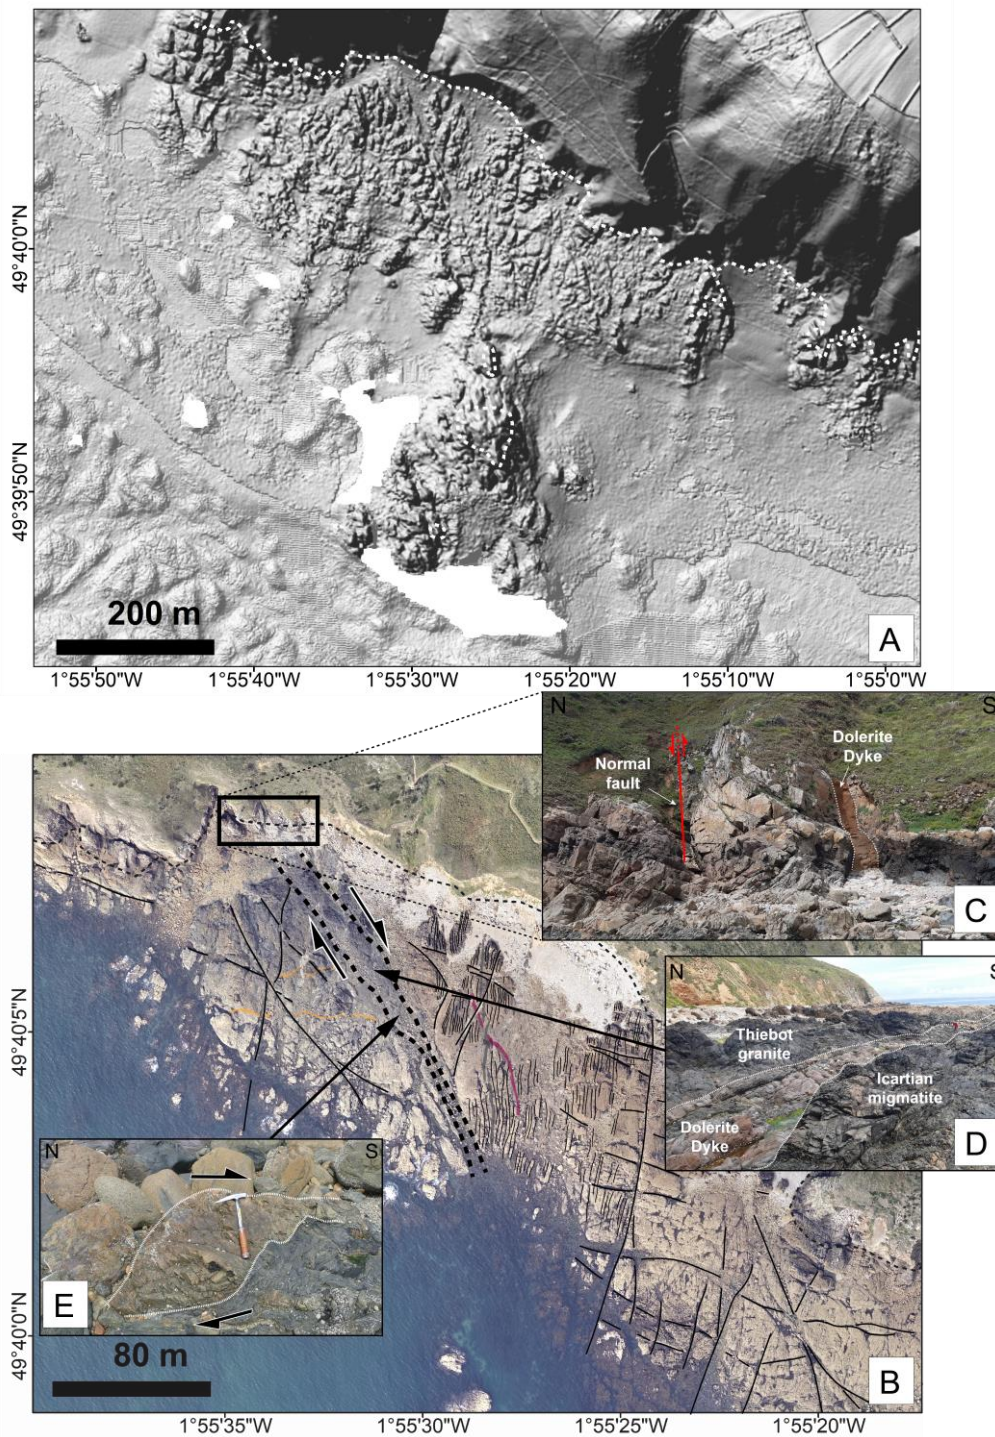 49°40'0"N
49°39'50"N
200 m
A
1°55'50"W
1°55'40"W
1°55'30"W
1°55'20"W
1°55'10"W
1°55'0"W
N
S
Normal
fault
Dolerite
Dyke
C
49°40'5"N
N
S
Thiebot
granite
Icartian
migmatite
Dolerite
Dyke
D
N
S
E
49°40'0"N
80 m
B
1°55'35"W
1°55'30"W
1°55'25"W
1°55'20"W